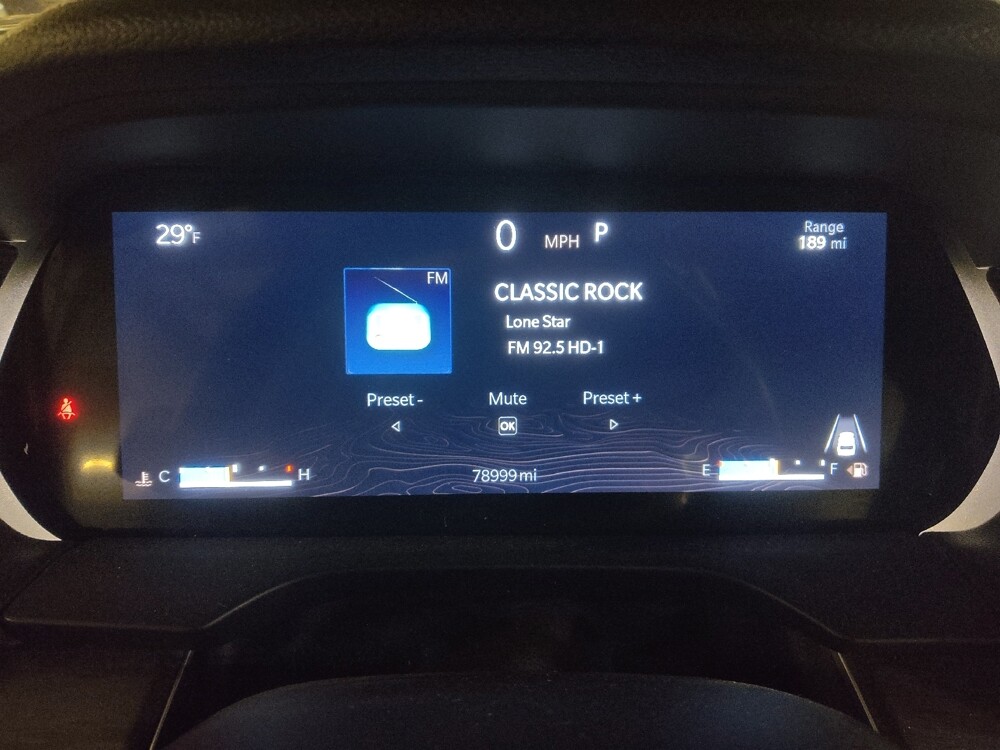 29°F
0 MPH P
Range
189 mi
FM
CLASSIC ROCK
Lone Star
FM 92.5 HD-1
Preset - Mute Preset +
OK
C H 78999 mi E F